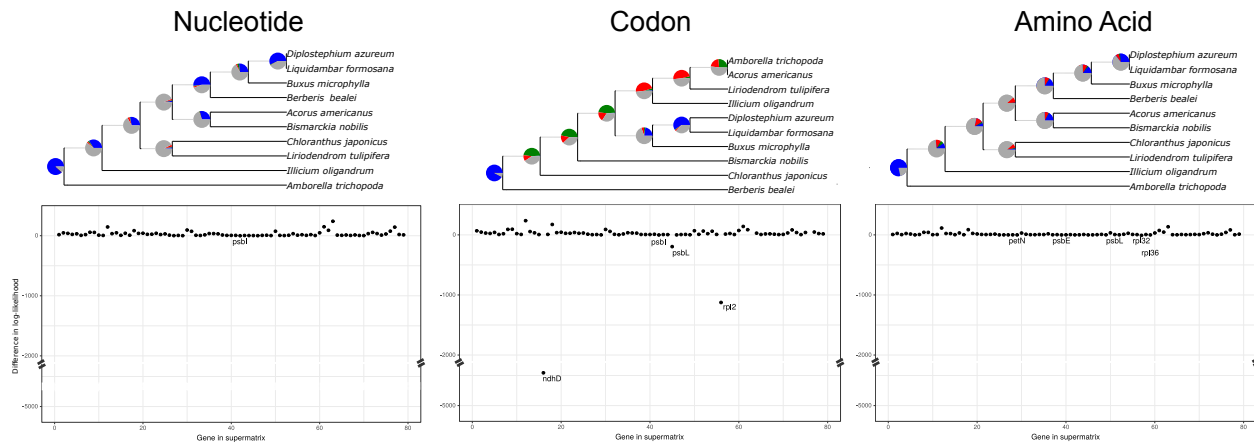 Nucleotide
Diplostephium azureum
Liquidambar formosana
Buxus microphylla
Berberis bealei
Acorus americanus
Bismarckia nobilis
Chloranthus japonicus
Liriodendron tulipifera
Illicium oligandrum
Amborella trichopoda
Codon
Amborella trichopoda
Acorus americanus
Liriodendron tulipifera
Illicium oligandrum
Diplostephium azureum
Liquidambar formosana
Buxus microphylla
Bismarckia nobilis
Chloranthus japonicus
Berberis bealei
Amino Acid
Diplostephium azureum
Liquidambar formosana
Buxus microphylla
Berberis bealei
Acorus americanus
Bismarckia nobilis
Chloranthus japonicus
Liriodendron tulipifera
Illicium oligandrum
Amborella trichopoda
Difference in log-likelihood
0
-1000
-2000
-5000
psbI
0 20 40 60 80
Gene in supermatrix
0
-1000
-2000
-5000
psbI
psbL
rpl2
ndhD
0 20 40 60 80
Gene in supermatrix
0
-1000
-2000
-5000
petN psbE psbL rpl32
rpl36
0 20 40 60 80
Gene in supermatrix